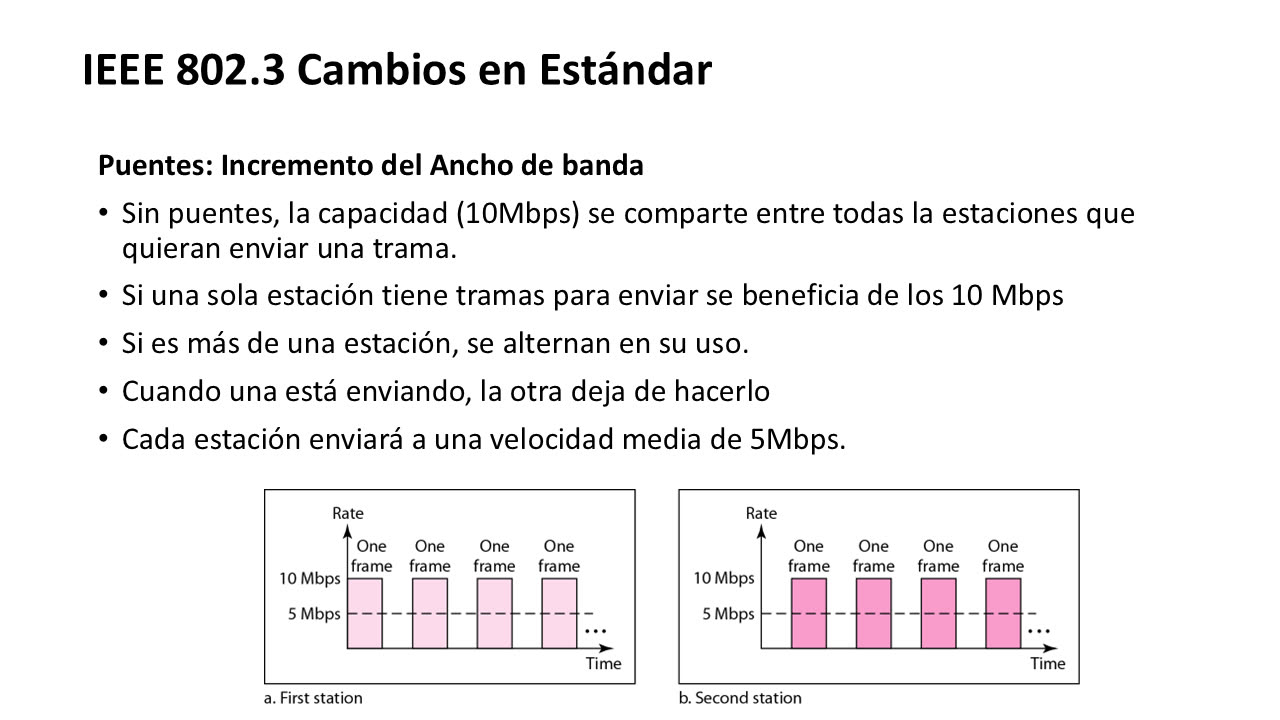 IEEE 802.3 Cambios en Estándar
Puentes: Incremento del Ancho de banda
• Sin puentes, la capacidad (10Mbps) se comparte entre todas la estaciones que
quieran enviar una trama.
• Si una sola estación tiene tramas para enviar se beneficia de los 10 Mbps
• Si es más de una estación, se alternan en su uso.
• Cuando una está enviando, la otra deja de hacerlo
• Cada estación enviará a una velocidad media de 5Mbps.
Rate
One One One One
frame frame frame frame
10 Mbps
5 Mbps
...
Time
a. First station
Rate
One One One One
frame frame frame frame
10 Mbps
5 Mbps
...
Time
b. Second station